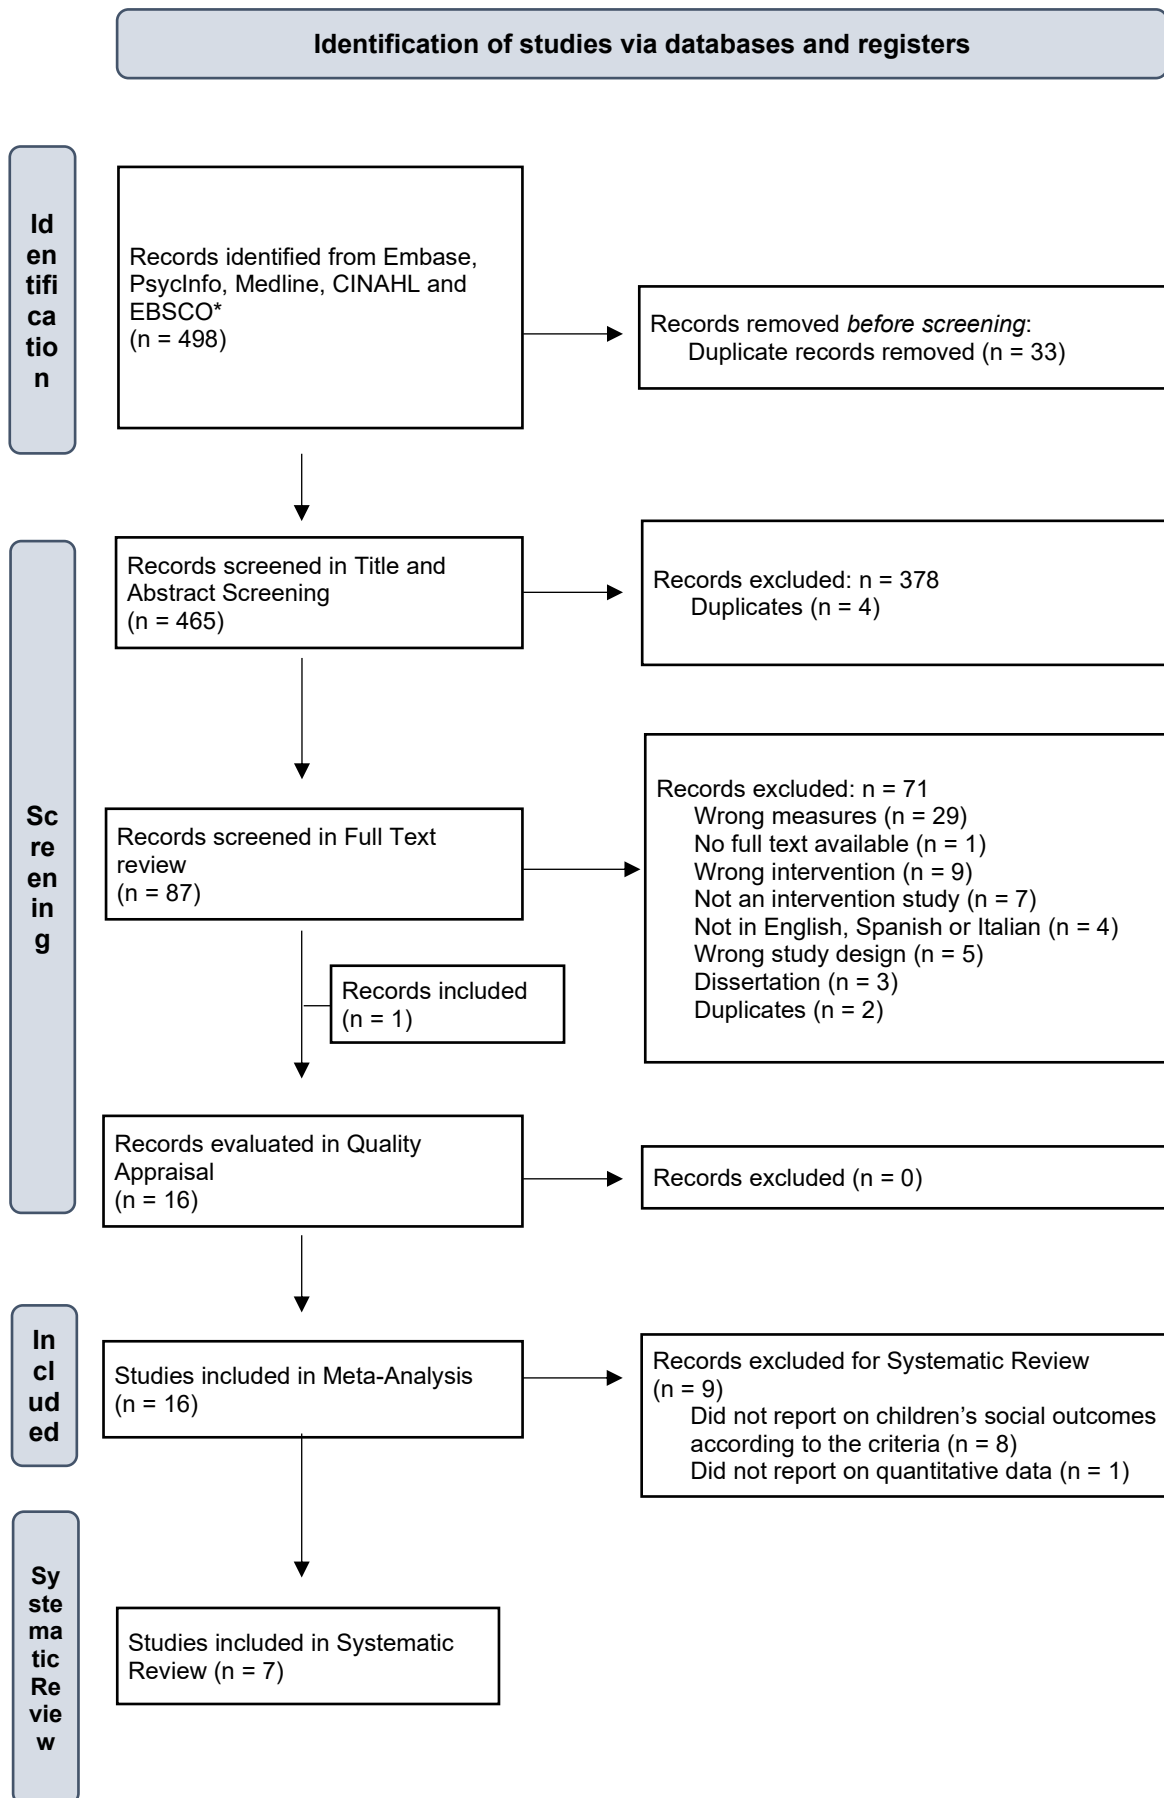 Identification of studies via databases and registers
Id
en
tifi
ca
tio
n
Records identified from Embase,
PsycInfo, Medline, CINAHL and
EBSCO*
(n = 498)
Records removed before screening:
Duplicate records removed (n = 33)
Sc
re
en
in
g
Records screened in Title and
Abstract Screening
(n = 465)
Records excluded: n = 378
Duplicates (n = 4)
Records screened in Full Text
review
(n = 87)
Records excluded: n = 71
Wrong measures (n = 29)
No full text available (n = 1)
Wrong intervention (n = 9)
Not an intervention study (n = 7)
Not in English, Spanish or Italian (n = 4)
Wrong study design (n = 5)
Dissertation (n = 3)
Duplicates (n = 2)
Records included
(n = 1)
Records evaluated in Quality
Appraisal
(n = 16)
Records excluded (n = 0)
In
cl
ud
ed
Studies included in Meta-Analysis
(n = 16)
Records excluded for Systematic Review
(n = 9)
Did not report on children's social outcomes
according to the criteria (n = 8)
Did not report on quantitative data (n = 1)
Sy
ste
ma
tic
Re
vie
w
Studies included in Systematic
Review (n = 7)